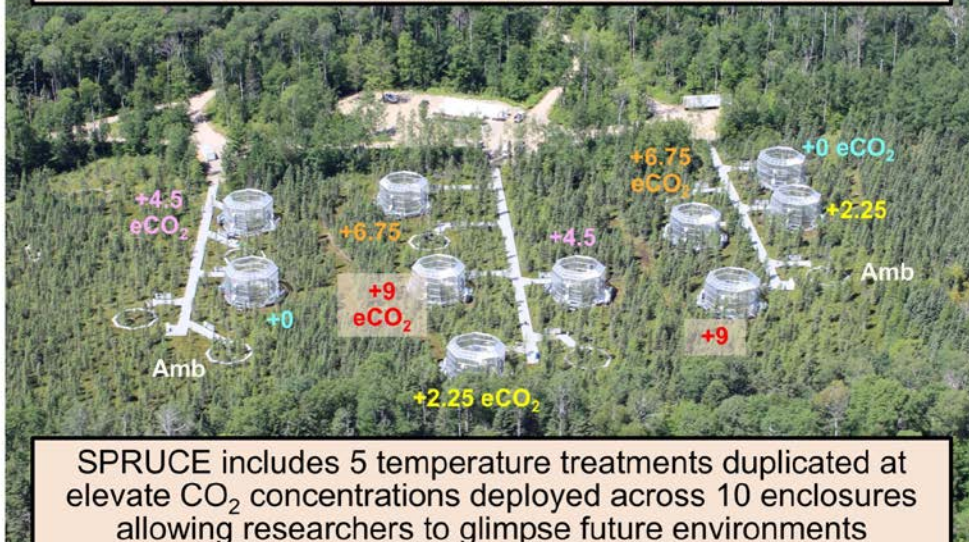 +4.5
eCO₂
+6.75
+6.75
eCO₂
+0 eCO₂
+2.25
+4.5
Amb
+0
+9
eCO₂
+9
Amb
+2.25 eCO₂
SPRUCE includes 5 temperature treatments duplicated at
elevate CO₂ concentrations deployed across 10 enclosures
allowing researchers to glimpse future environments